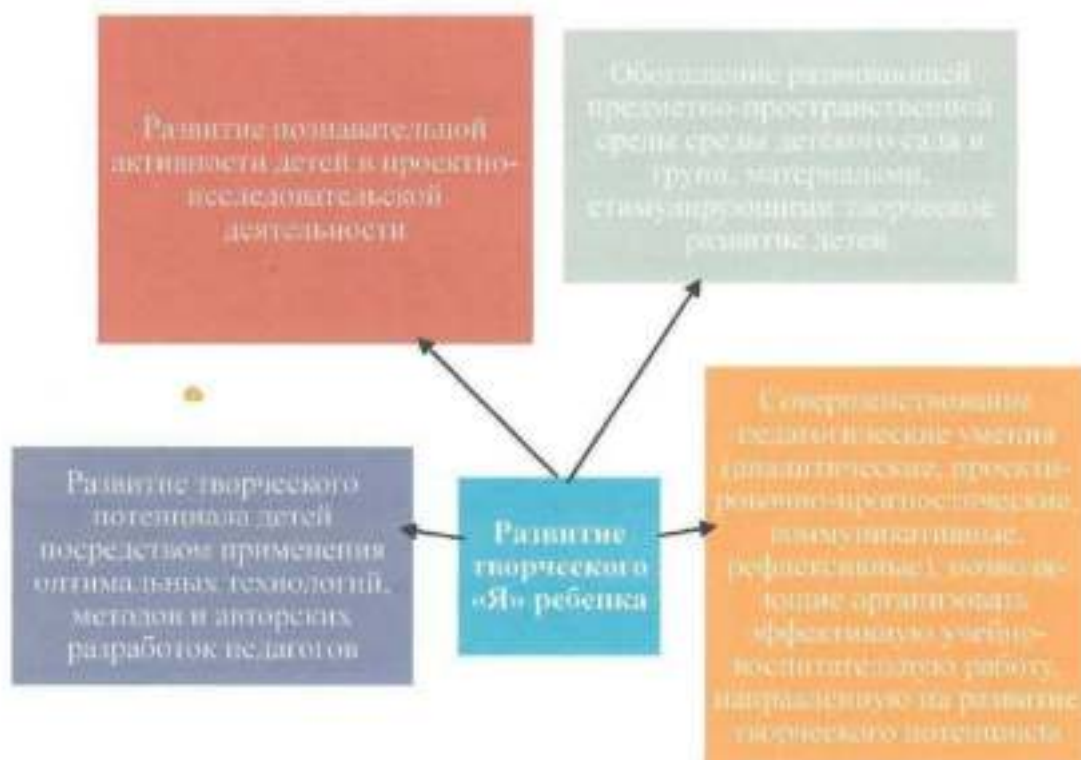 Развитие познавательной
активности детей в проектно-
исследовательской
деятельности
Обогащение развивающей
предметно-пространственной
среды среды детского сада и
групп, материалами,
стимулирующими творческое
развитие детей
Развитие творческого
потенциала детей
посредством применения
оптимальных технологий,
методов и авторских
разработок педагогов
Развитие
творческого
«Я» ребенка
Совершенствование
педагогические умения
(аналитические, проекти-
ровочно-прогностические,
коммуникативные,
рефлексивные), позволя-
ющие организовать
эффективную учебно-
воспитательную работу,
направленную на развитие
творческого потенциала